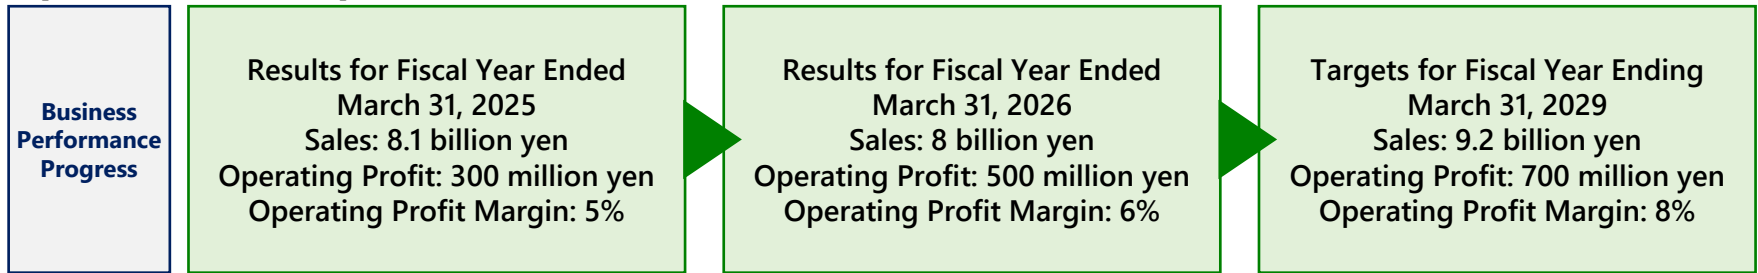 Business
Performance
Progress
Results for Fiscal Year Ended
March 31, 2025
Sales: 8.1 billion yen
Operating Profit: 300 million yen
Operating Profit Margin: 5%
Results for Fiscal Year Ended
March 31, 2026
Sales: 8 billion yen
Operating Profit: 500 million yen
Operating Profit Margin: 6%
Targets for Fiscal Year Ending
March 31, 2029
Sales: 9.2 billion yen
Operating Profit: 700 million yen
Operating Profit Margin: 8%